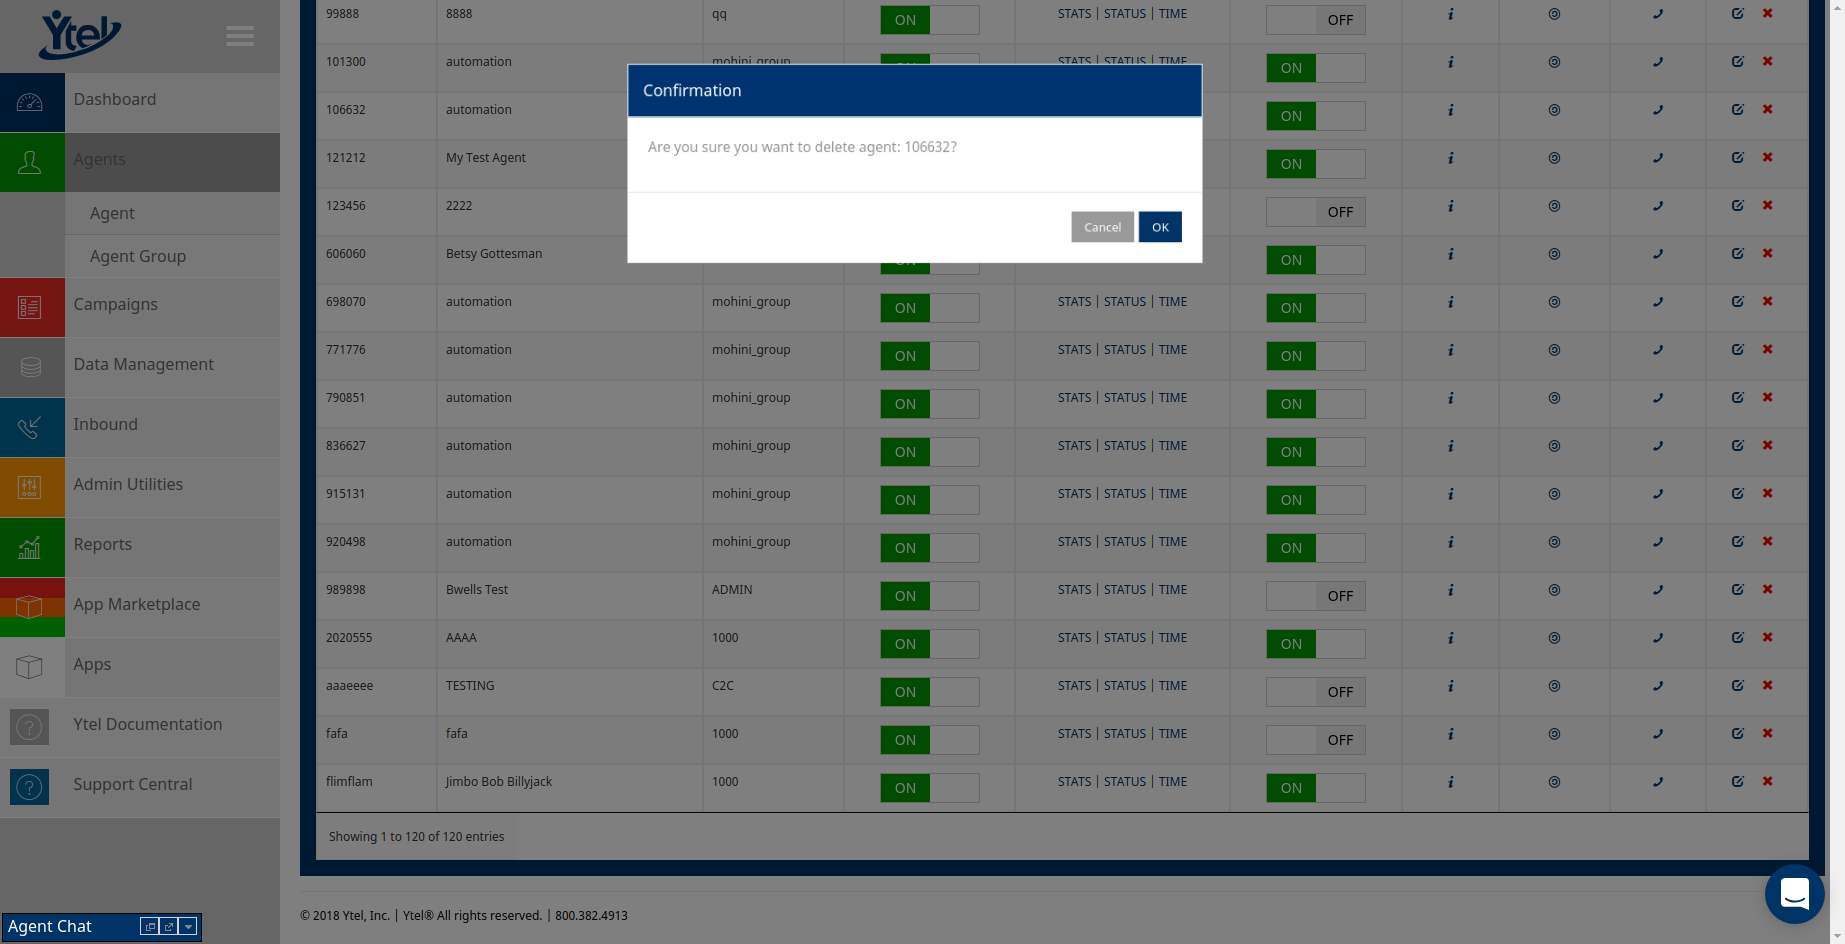 Ytel
Dashboard
Agents
Agent
Agent Group
Campaigns
Data Management
Inbound
Admin Utilities
Reports
App Marketplace
Apps
Ytel Documentation
Support Central
Agent Chat
99888 8888 qq ON STATS | STATUS | TIME OFF
101300 automation mohini_group STATS | STATUS | TIME ON
106632 automation ON
121212 My Test Agent ON
123456 2222 OFF
606060 Betsy Gottesman ON ON
Confirmation
Are you sure you want to delete agent: 106632?
Cancel OK
698070 automation mohini_group ON STATS | STATUS | TIME ON
771776 automation mohini_group ON STATS | STATUS | TIME ON
790851 automation mohini_group ON STATS | STATUS | TIME ON
836627 automation mohini_group ON STATS | STATUS | TIME ON
915131 automation mohini_group ON STATS | STATUS | TIME ON
920498 automation mohini_group ON STATS | STATUS | TIME ON
989898 Bwells Test ADMIN ON STATS | STATUS | TIME OFF
2020555 AAAA 1000 ON STATS | STATUS | TIME ON
aaaeeee TESTING C2C ON STATS | STATUS | TIME OFF
fafa fafa 1000 ON STATS | STATUS | TIME OFF
flimflam Jimbo Bob Billyjack 1000 ON STATS | STATUS | TIME ON
Showing 1 to 120 of 120 entries
© 2018 Ytel, Inc. | Ytel® All rights reserved. | 800.382.4913